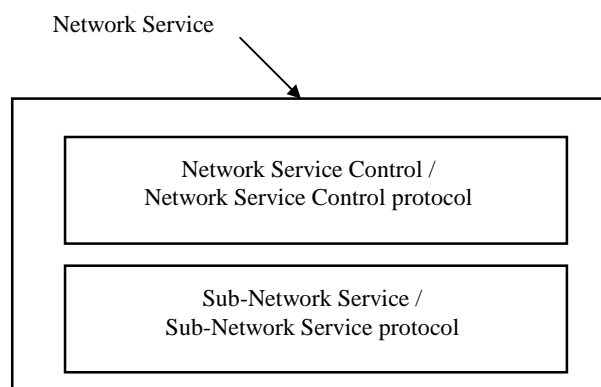 Network Service
Network Service Control /
Network Service Control protocol
Sub-Network Service /
Sub-Network Service protocol